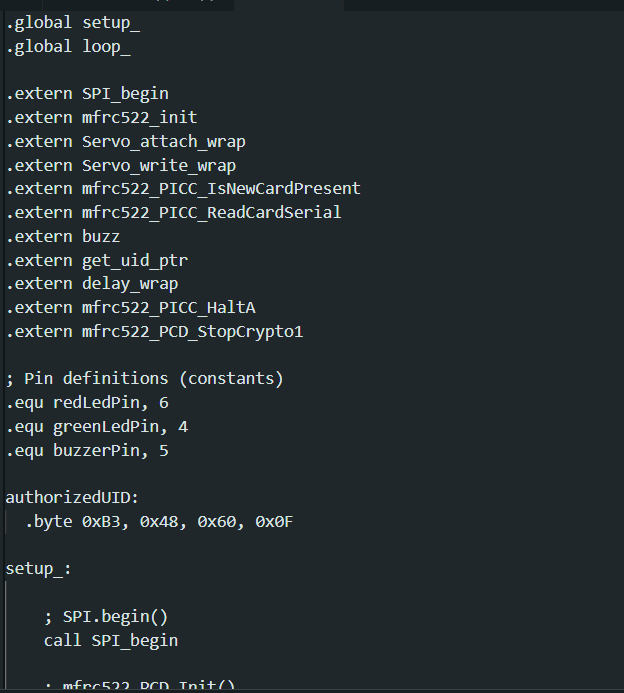 .global setup_
.global loop_
.extern SPI_begin
.extern mfrc522_init
.extern Servo_attach_wrap
.extern Servo_write_wrap
.extern mfrc522_PICC_IsNewCardPresent
.extern mfrc522_PICC_ReadCardSerial
.extern buzz
.extern get_uid_ptr
.extern delay_wrap
.extern mfrc522_PICC_HaltA
.extern mfrc522_PCD_StopCrypto1
; Pin definitions (constants)
.equ redLedPin, 6
.equ greenLedPin, 4
.equ buzzerPin, 5
authorizedUID:
.byte 0xB3, 0x48, 0x60, 0x0F
setup_:
; SPI.begin()
call SPI_begin
; mfrc522_PCD_Init()